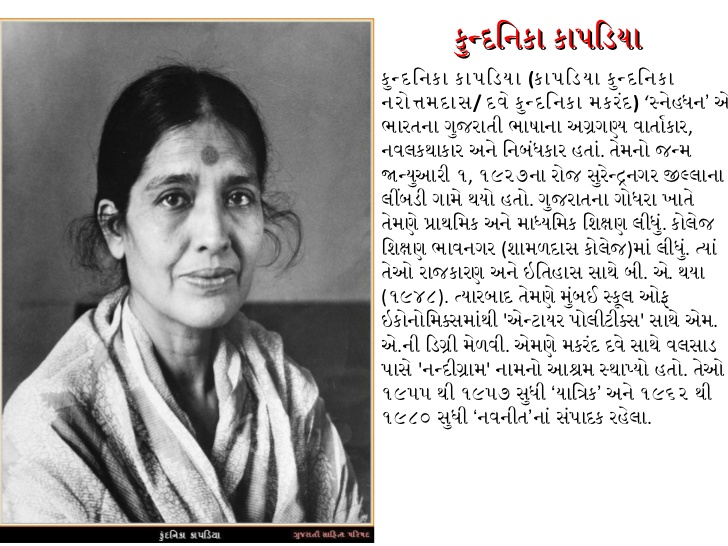 કુન્દનિકા કાપડિયા
કુન્દનિકા કાપડિયા (કાપડિયા કુન્દનિકા
નરોત્તમદાસ/ દવે કુન્દનિકા મકરંદ) ‘સ્નેહધન’ એ
ભારતના ગુજરાતી ભાષાના અગ્રગણ્ય વાર્તાકાર,
નવલકથાકાર અને નિબંધકાર હતાં. તેમનો જન્મ
જાન્યુઆરી ૧, ૧૯૨૭ના રોજ સુરેન્દ્રનગર જીલ્લાના
લીંબડી ગામે થયો હતો. ગુજરાતના ગોધરા ખાતે
તેમણે પ્રાથમિક અને માધ્યમિક શિક્ષણ લીધું. કોલેજ
શિક્ષણ ભાવનગર (શામળદાસ કોલેજ)માં લીધું. ત્યાં
તેઓ રાજકારણ અને ઇતિહાસ સાથે બી. એ. થયા
(૧૯૪૮). ત્યારબાદ તેમણે મુંબઈ સ્કૂલ ઓફ
ઇકોનોમિક્સમાંથી 'એન્ટાયર પોલીટીક્સ' સાથે એમ.
એ.ની ડિગ્રી મેળવી. એમણે મકરંદ દવે સાથે વલસાડ
પાસે 'નન્દીગ્રામ' નામનો આશ્રમ સ્થાપ્યો હતો. તેઓ
૧૯૫૫ થી ૧૯૫૭ સુધી ‘યાત્રિક’ અને ૧૯૬૨ થી
૧૯૮૦ સુધી ‘નવનીત’નાં સંપાદક રહેલા.
કુંદનિકા કાપડિયા
ગુજરાતી સાહિત્ય પરિષદ